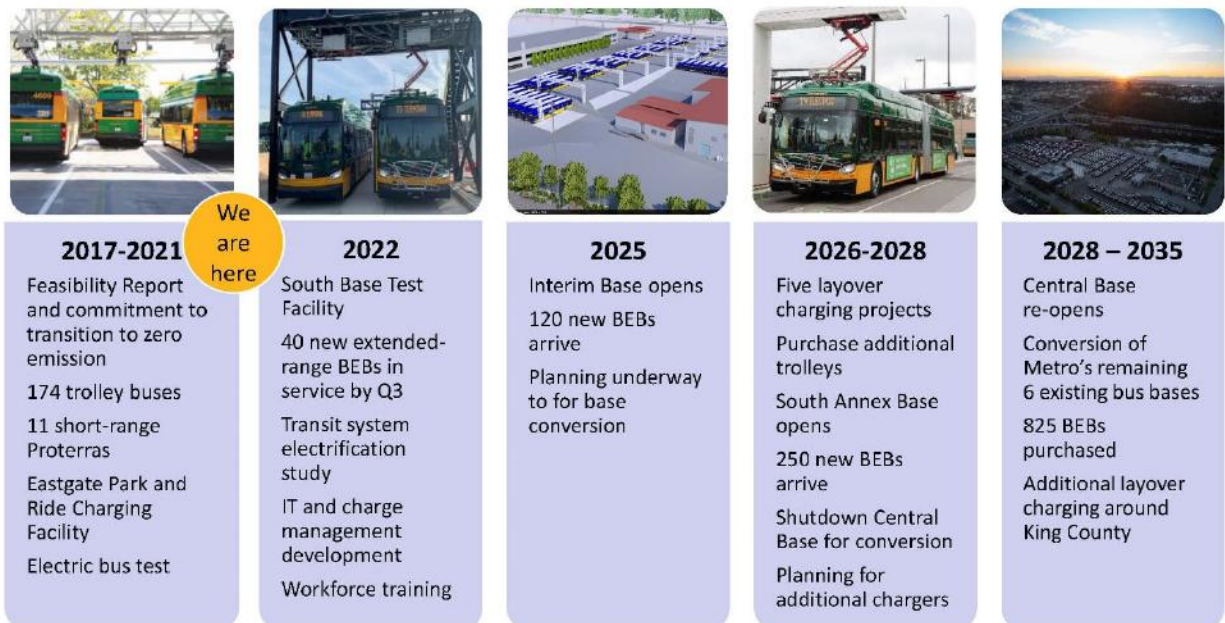 We
are
here
2017-2021
Feasibility Report
and commitment to
transition to zero
emission
174 trolley buses
11 short-range
Proterras
Eastgate Park and
Ride Charging
Facility
Electric bus test
2022
South Base Test
Facility
40 new extended-
range BEBs in
service by Q3
Transit system
electrification
study
IT and charge
management
development
Workforce training
2025
Interim Base opens
120 new BEBs
arrive
Planning underway
to for base
conversion
2026-2028
Five layover
charging projects
Purchase additional
trolleys
South Annex Base
opens
250 new BEBs
arrive
Shutdown Central
Base for conversion
Planning for
additional chargers
2028 – 2035
Central Base
re-opens
Conversion of
Metro's remaining
6 existing bus bases
825 BEBs
purchased
Additional layover
charging around
King County